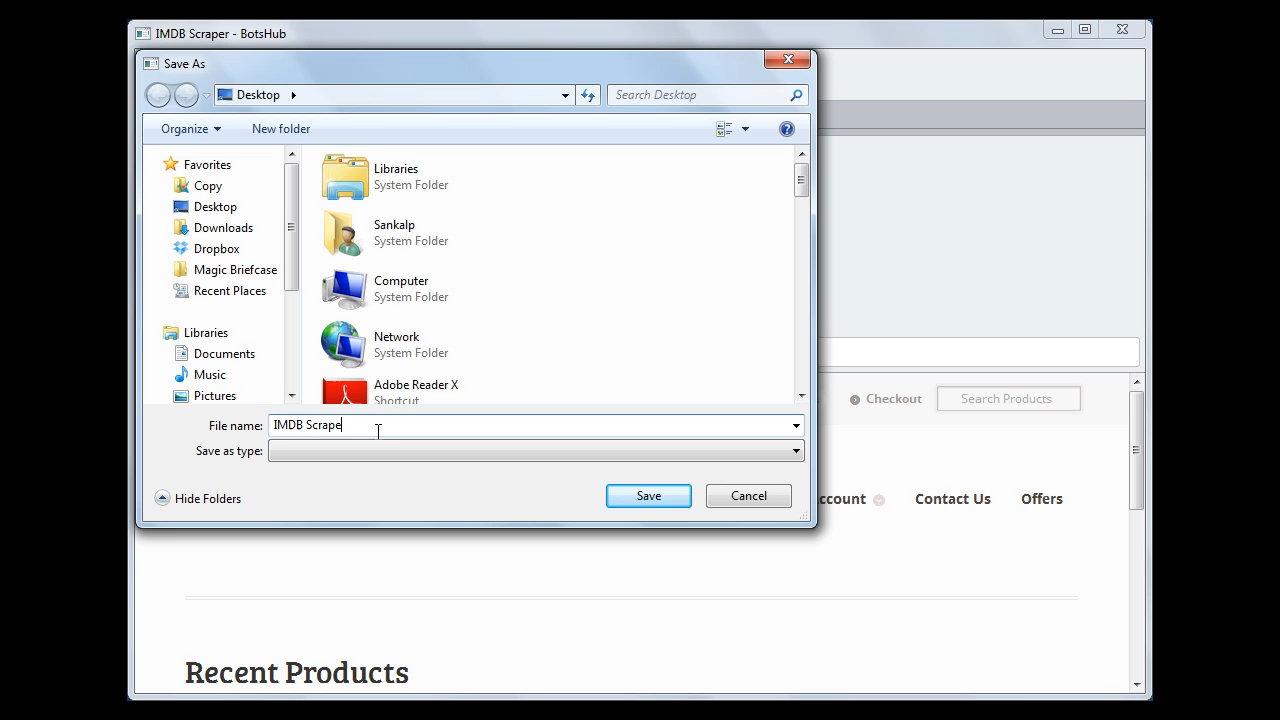 IMDB Scraper - BotsHub
Save As
Desktop
Search Desktop
Organize
New folder
Favorites
Copy
Desktop
Downloads
Dropbox
Magic Briefcase
Recent Places
Libraries
Documents
Music
Pictures
Libraries
System Folder
Sankalp
System Folder
Computer
System Folder
Network
System Folder
Adobe Reader X
Shortcut
File name: IMDB Scrape
Save as type:
Hide Folders
Save
Cancel
Checkout
Search Products
ccount
Contact Us
Offers
Recent Products